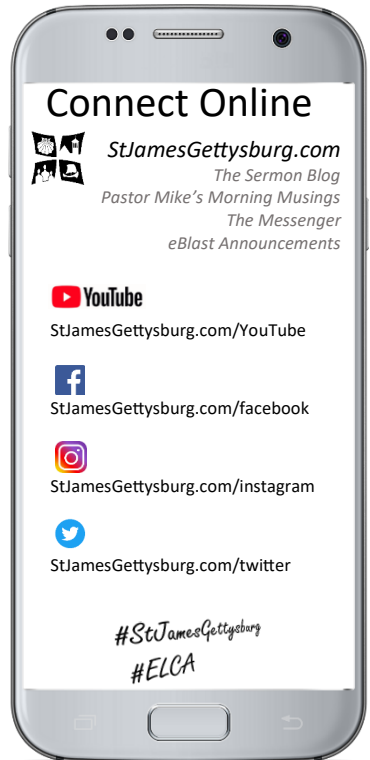 Connect Online
StJamesGettysburg.com
The Sermon Blog
Pastor Mike's Morning Musings
The Messenger
eBlast Announcements
YouTube
StJamesGettysburg.com/YouTube
StJamesGettysburg.com/facebook
StJamesGettysburg.com/instagram
StJamesGettysburg.com/twitter
#StJamesGettysburg
#ELCA